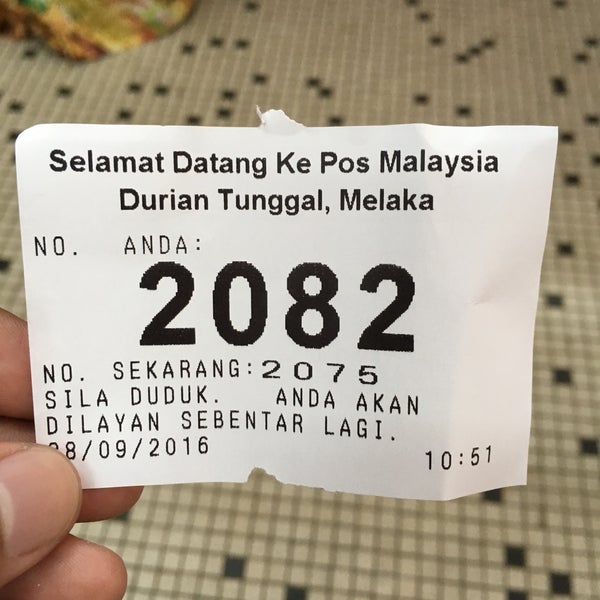 Selamat Datang Ke Pos Malaysia
Durian Tunggal, Melaka
NO. ANDA:
2082
NO. SEKARANG:2075
SILA DUDUK. ANDA AKAN
DILAYAN SEBENTAR LAGI.
8/09/2016 10:51